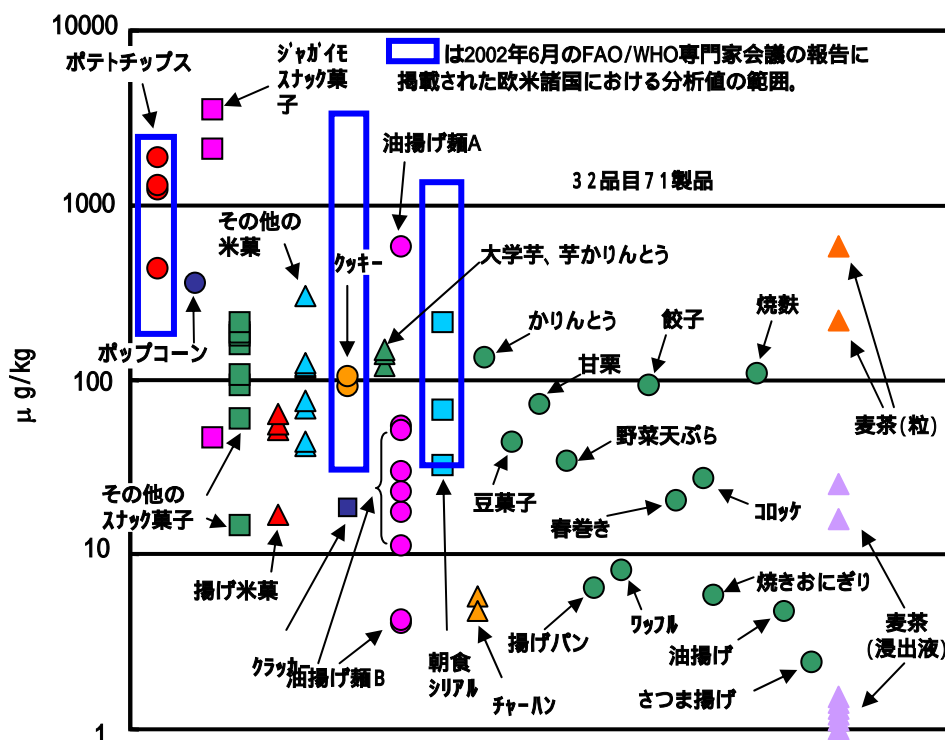 10000
ポテトチップス
ジャガイモ
スナック菓
子
は2002年6月のFAO/WHO専門家会議の報告に
掲載された欧米諸国における分析値の範囲。
油揚げ麺A
32品目71製品
1000
その他の
米菓
クッキー
大学芋、芋かりんとう
かりんとう
餃子
焼麩
ポップコーン
μg/kg
甘栗
100
麦茶(粒)
野菜天ぷら
その他の
スナック菓子
豆菓子
春巻き
コロッケ
10
揚げ米菓
焼きおにぎり
揚げパン
ワッフル
麦茶
(浸出液)
クラッカー
油揚げ麺B
朝食
シリアル
油揚げ
チャーハン
さつま揚げ
1